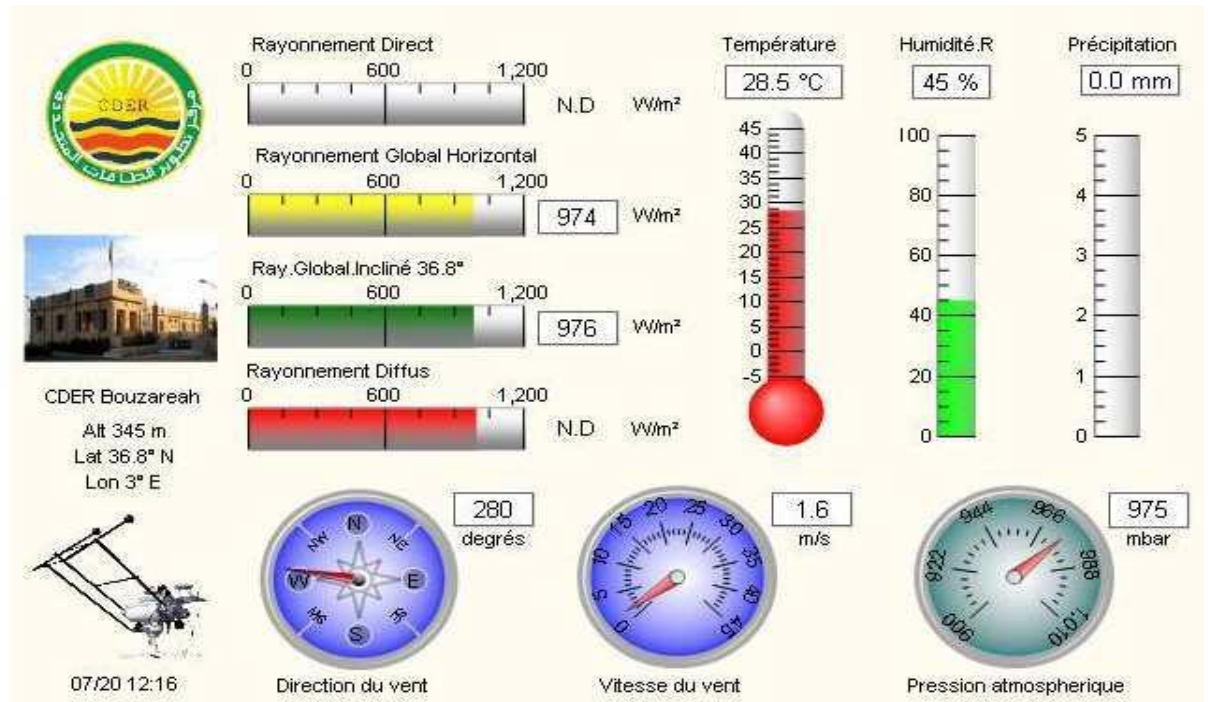 CDER
مركز تطوير الطاقات المتجددة
CDER Bouzareah
Alt 345 m
Lat 36.8° N
Lon 3° E
07/20 12:16
Rayonnement Direct
0 600 1,200
N.D W/m²
Rayonnement Global Horizontal
0 600 1,200
974 W/m²
Ray.Global.Incliné 36.8°
0 600 1,200
976 W/m²
Rayonnement Diffus
0 600 1,200
N.D W/m²
Température
28.5 °C
45
40
35
30
25
20
15
10
5
0
-5
Humidité.R
45 %
100
80
60
40
20
0
Précipitation
0.0 mm
5
4
3
2
1
0
280
degrés
N
NE
E
SE
S
SW
W
NW
Direction du vent
1.6
m/s
0 5 10 15 20 25 30 35 40 45
Vitesse du vent
975
mbar
900 922 944 966 988 1,010
Pression atmospherique